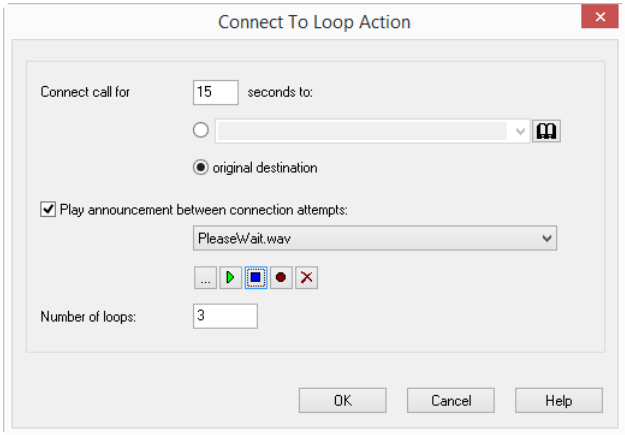 Connect To Loop Action
Connect call for 15 seconds to:
original destination
Play announcement between connection attempts:
PleaseWait.wav
...
Number of loops: 3
OK Cancel Help